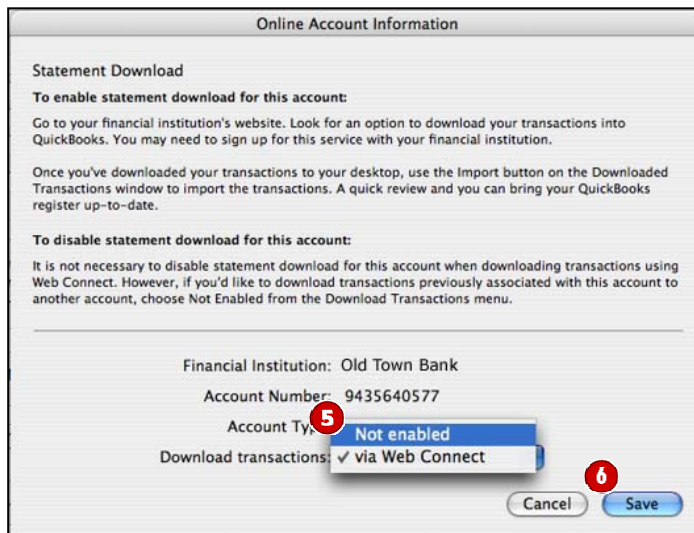 Online Account Information
Statement Download
To enable statement download for this account:
Go to your financial institution's website. Look for an option to download your transactions into
QuickBooks. You may need to sign up for this service with your financial institution.
Once you've downloaded your transactions to your desktop, use the Import button on the Downloaded
Transactions window to import the transactions. A quick review and you can bring your QuickBooks
register up-to-date.
To disable statement download for this account:
It is not necessary to disable statement download for this account when downloading transactions using
Web Connect. However, if you'd like to download transactions previously associated with this account to
another account, choose Not Enabled from the Download Transactions menu.
Financial Institution: Old Town Bank
Account Number: 9435640577
Account Typ
5
Not enabled
Download transactions: ✓ via Web Connect
6
Cancel Save